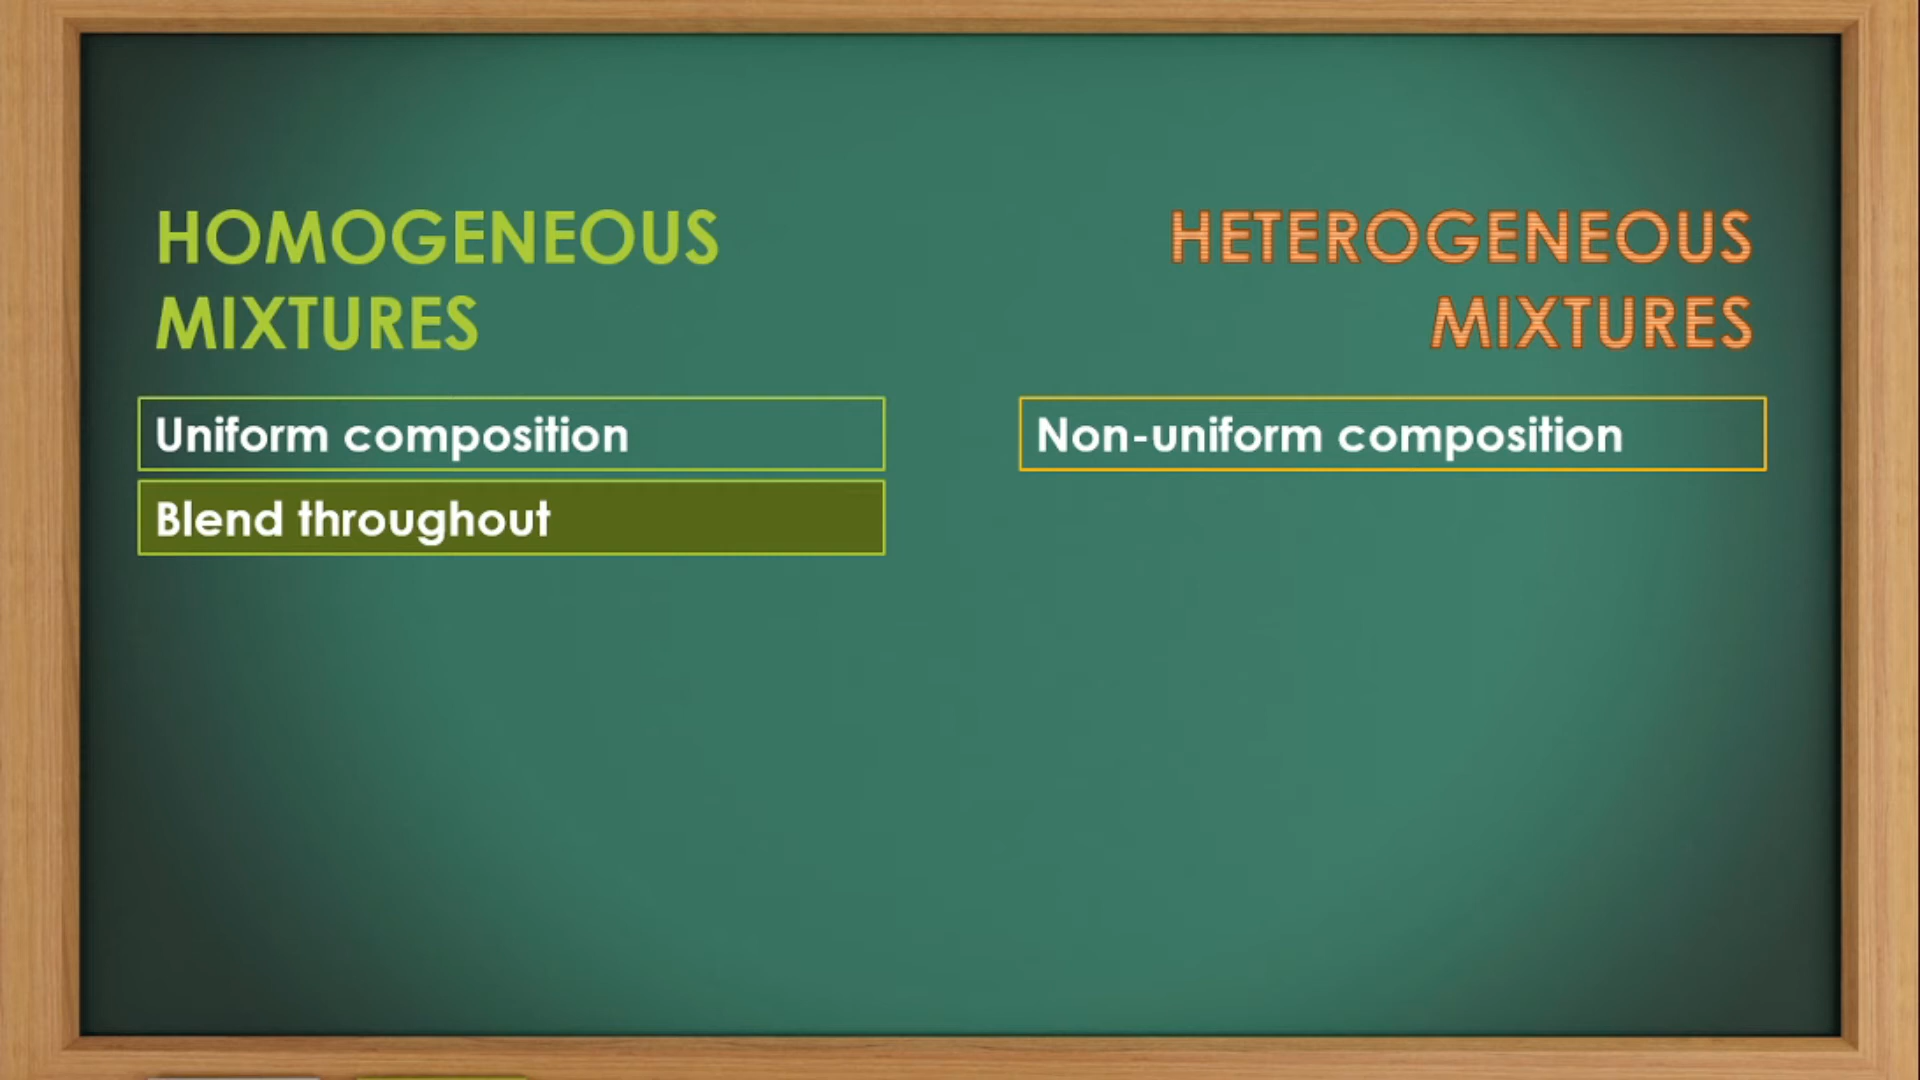 HOMOGENEOUS
MIXTURES
Uniform composition
Blend throughout
HETEROGENEOUS
MIXTURES
Non-uniform composition